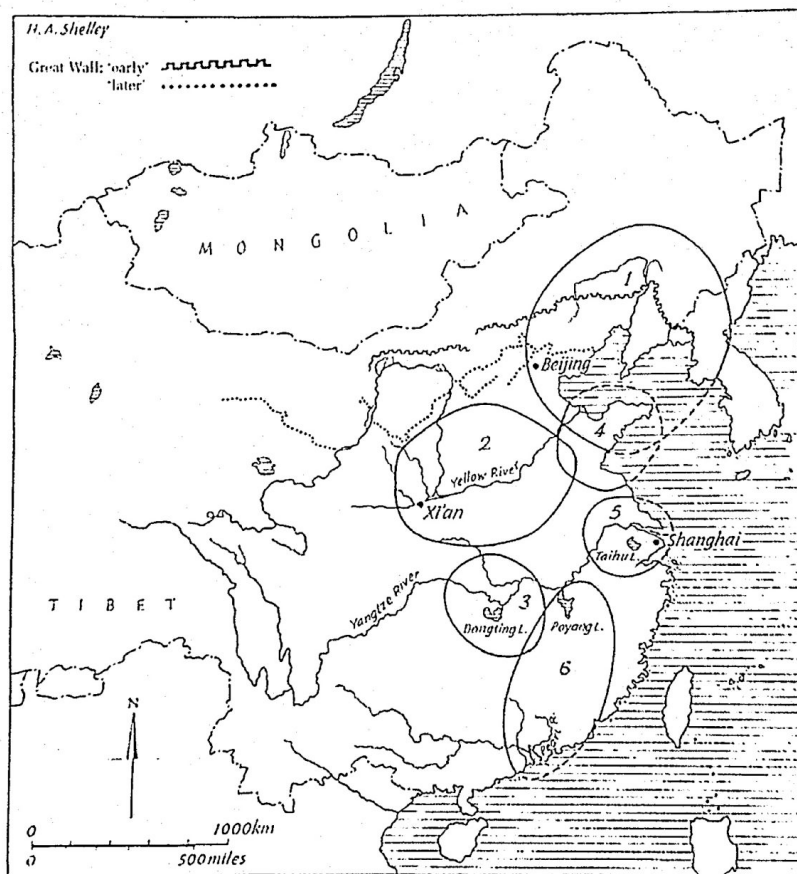 H.A. Shelley
Great Wall: 'early'
'later'
MONGOLIA
1
Beijing
4
2
Yellow River
Xi'an
5
Shanghai
Taihu L.
TIBET
Yangtze River
3
Dongting L.
Poyang L.
6
N
0 1000km
0 500miles